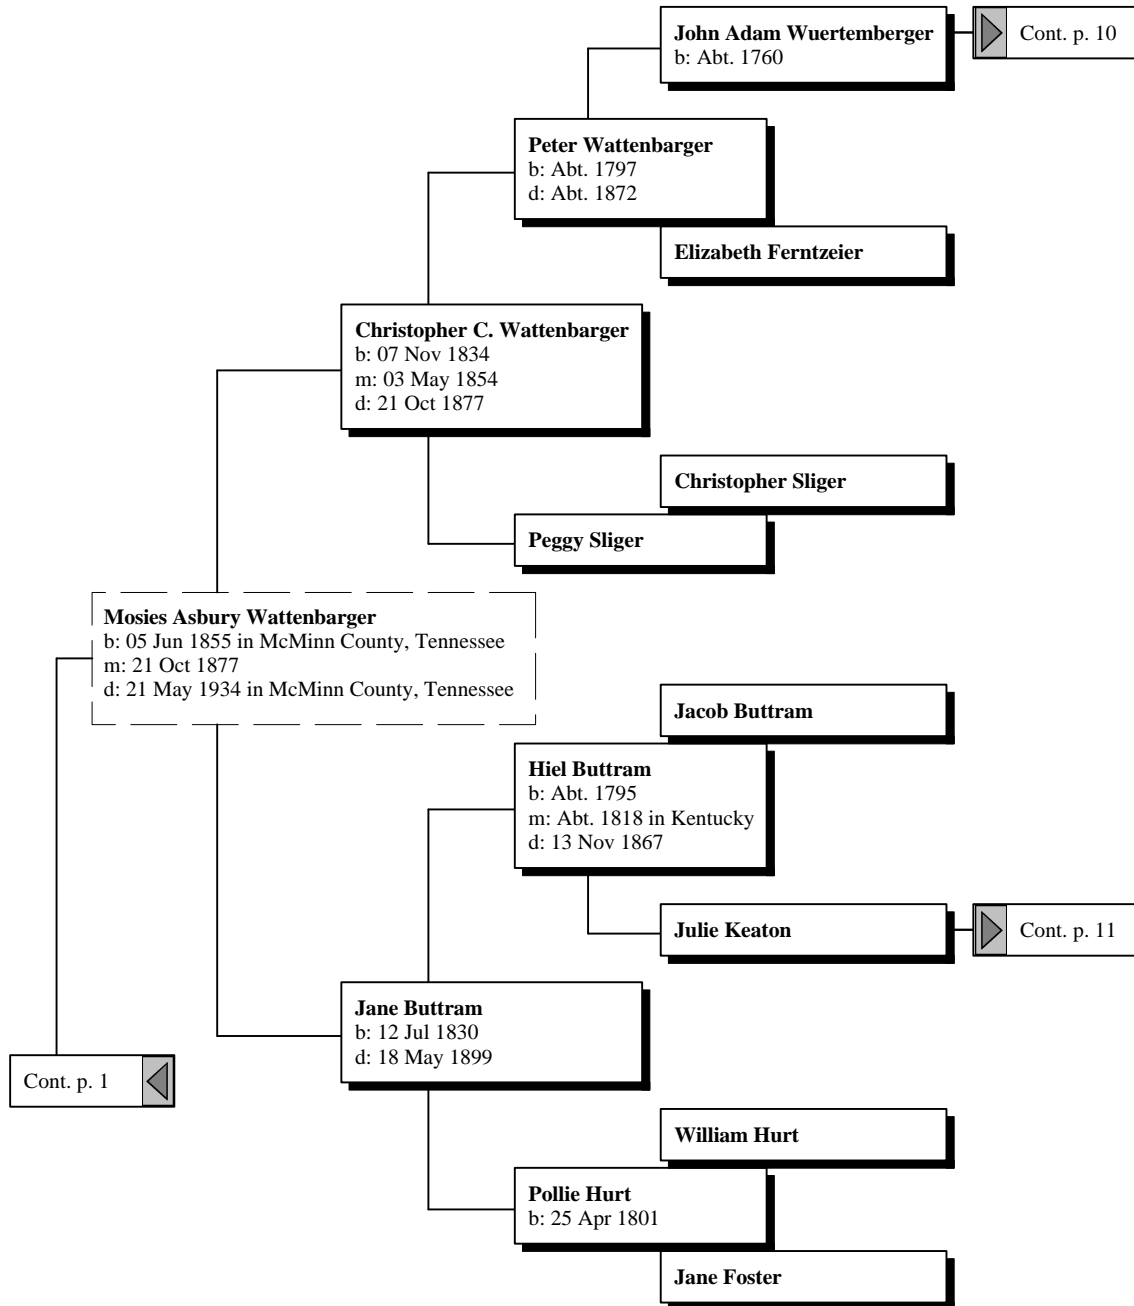 John Adam Wuertemberger
b: Abt. 1760
Cont. p. 10
Peter Wattenbarger
b: Abt. 1797
d: Abt. 1872
Elizabeth Ferntzeier
Christopher C. Wattenbarger
b: 07 Nov 1834
m: 03 May 1854
d: 21 Oct 1877
Christopher Sliger
Peggy Sliger
Mosies Asbury Wattenbarger
b: 05 Jun 1855 in McMinn County, Tennessee
m: 21 Oct 1877
d: 21 May 1934 in McMinn County, Tennessee
Jacob Buttram
Hiel Buttram
b: Abt. 1795
m: Abt. 1818 in Kentucky
d: 13 Nov 1867
Julie Keaton
Cont. p. 11
Jane Buttram
b: 12 Jul 1830
d: 18 May 1899
Cont. p. 1
William Hurt
Pollie Hurt
b: 25 Apr 1801
Jane Foster